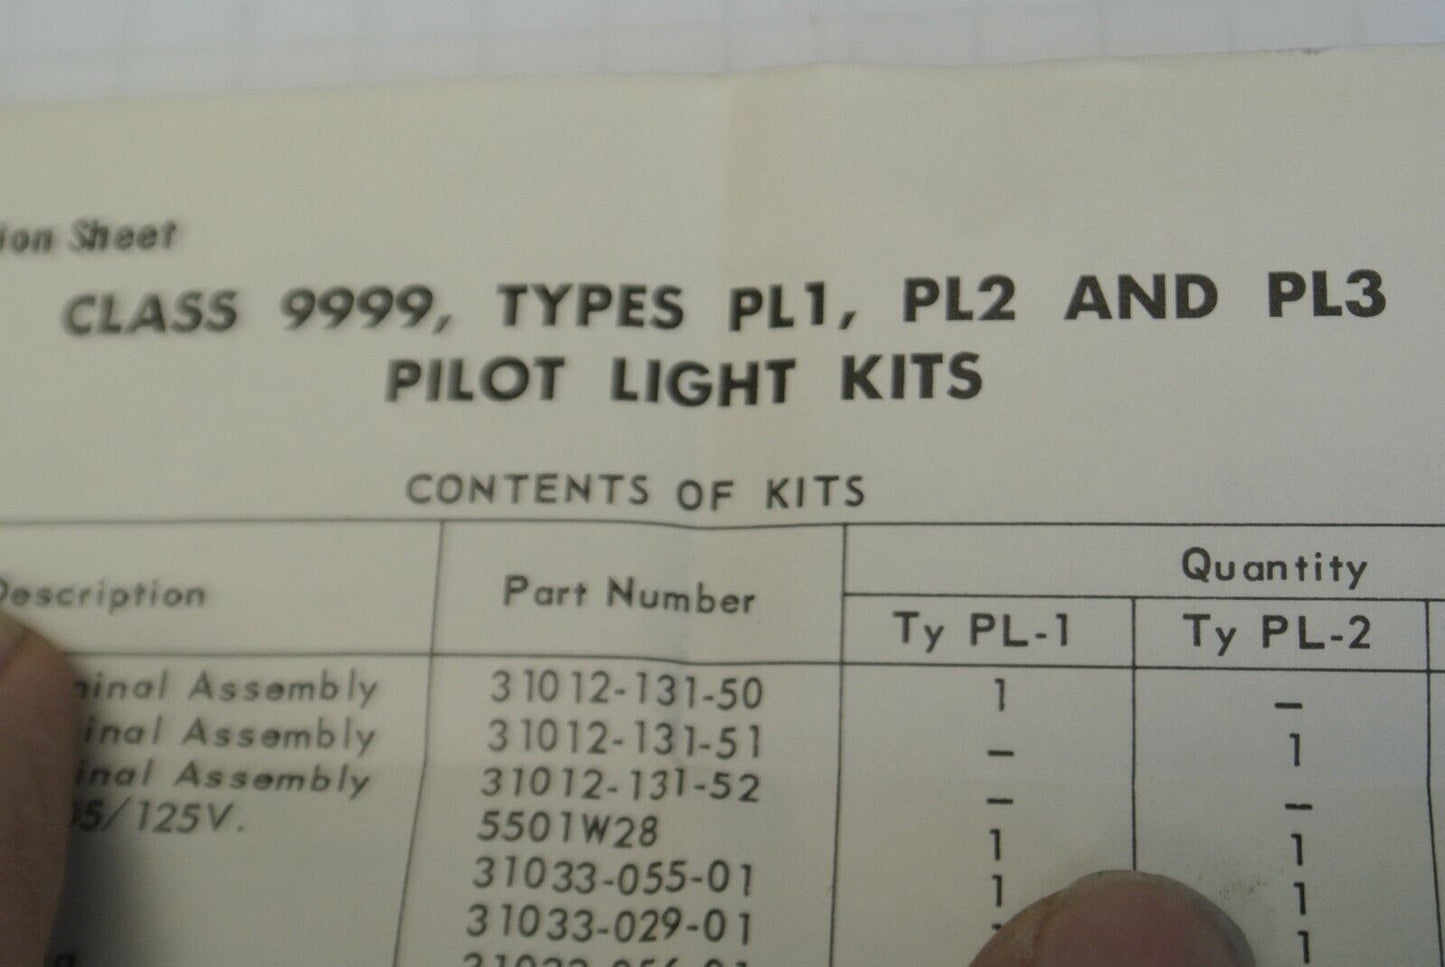 ion Sheet
CLASS 9999, TYPES PL1, PL2 AND PL3
PILOT LIGHT KITS
CONTENTS OF KITS
Description Part Number Quantity
Ty PL-1 Ty PL-2
inal Assembly 31012-131-50 1 –
inal Assembly 31012-131-51 – 1
inal Assembly 31012-131-52 – –
5/125V. 5501W28 1 1
31033-055-01 1 1
31033-029-01 1